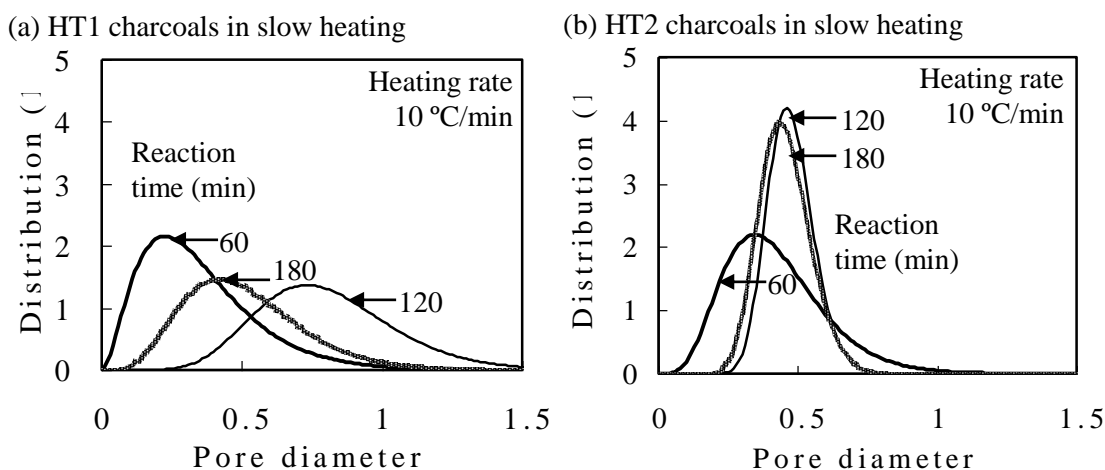 (a) HT1 charcoals in slow heating
5
4
3
2
1
0
Distribution (
Heating rate
10 ºC/min
Reaction
time (min)
60
180
120
0
0.5
1
1.5
Pore diameter
(b) HT2 charcoals in slow heating
5
4
3
2
1
0
Distribution (
Heating rate
10 ºC/min
120
180
Reaction
time (min)
60
0
0.5
1
1.5
Pore diameter